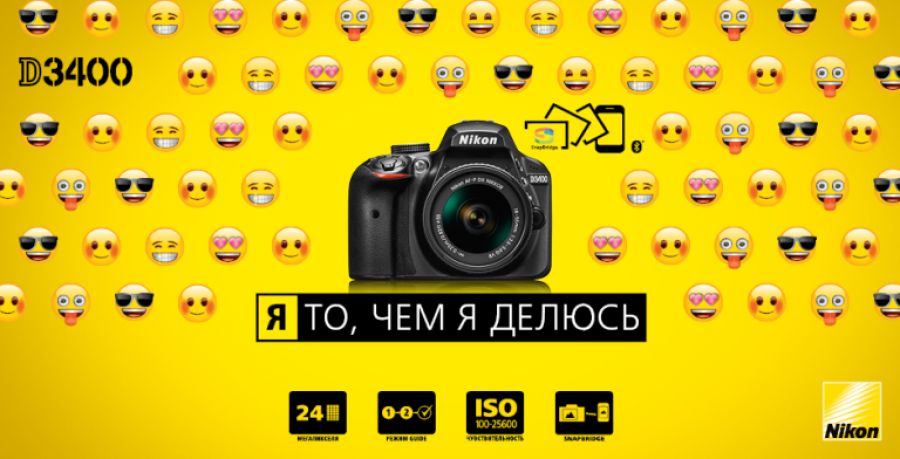 D3400
Nikon
SnapBridge
D3400
Я ТО, ЧЕМ Я ДЕЛЮСЬ
24
МЕГАПИКСЕЛЯ
1-2-
РЕЖИМ GUIDE
ISO
100-25600
ЧУВСТВИТЕЛЬНОСТЬ
SNAPBRIDGE
Nikon